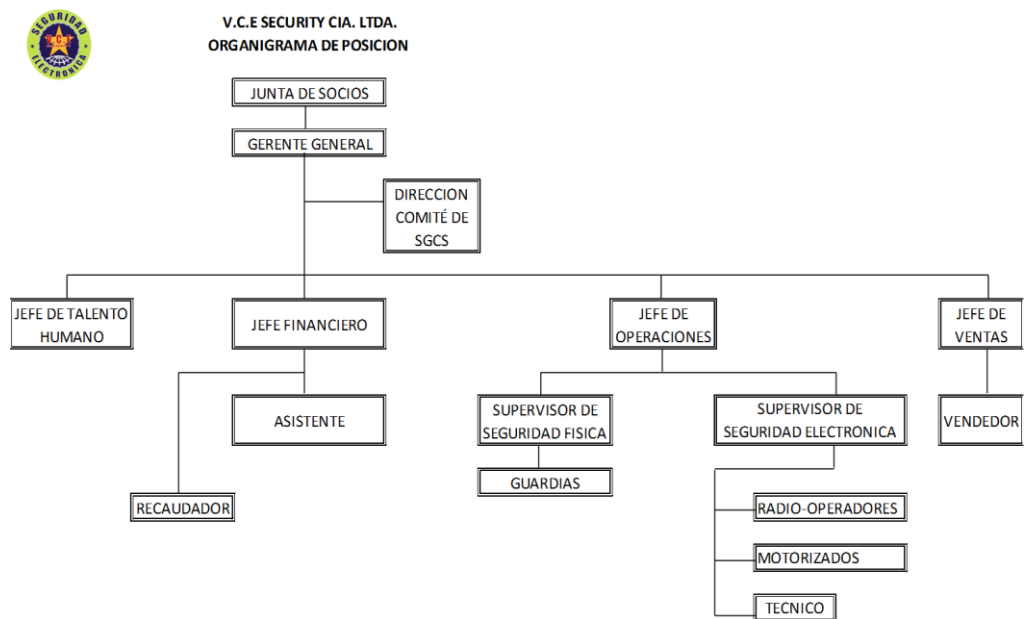 SEGURIDAD
ELECTRONICA
V.C.E SECURITY CIA. LTDA.
ORGANIGRAMA DE POSICION
JUNTA DE SOCIOS
GERENTE GENERAL
DIRECCION
COMITÉ DE
SGCS
JEFE DE TALENTO
HUMANO
JEFE FINANCIERO
JEFE DE
OPERACIONES
JEFE DE
VENTAS
ASISTENTE
SUPERVISOR DE
SEGURIDAD FISICA
SUPERVISOR DE
SEGURIDAD ELECTRONICA
VENDEDOR
GUARDIAS
RECAUDADOR
RADIO-OPERADORES
MOTORIZADOS
TECNICO